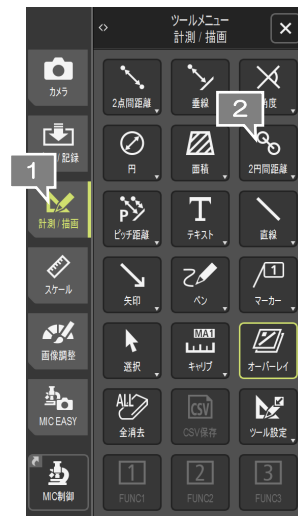 ツールメニュー
計測 / 描画
カメラ
/ 記録
1
計測 / 描画
スケール
画像調整
MIC EASY
MIC制御
2点間距離
垂線
角度
2
円
面積
2円間距離
P
ピッチ距離
T
テキスト
直線
矢印
ペン
1
マーカー
選択
MA1
キャリブ
オーバーレイ
ALL
全消去
CSV
CSV保存
ツール設定
1
FUNC1
2
FUNC2
3
FUNC3